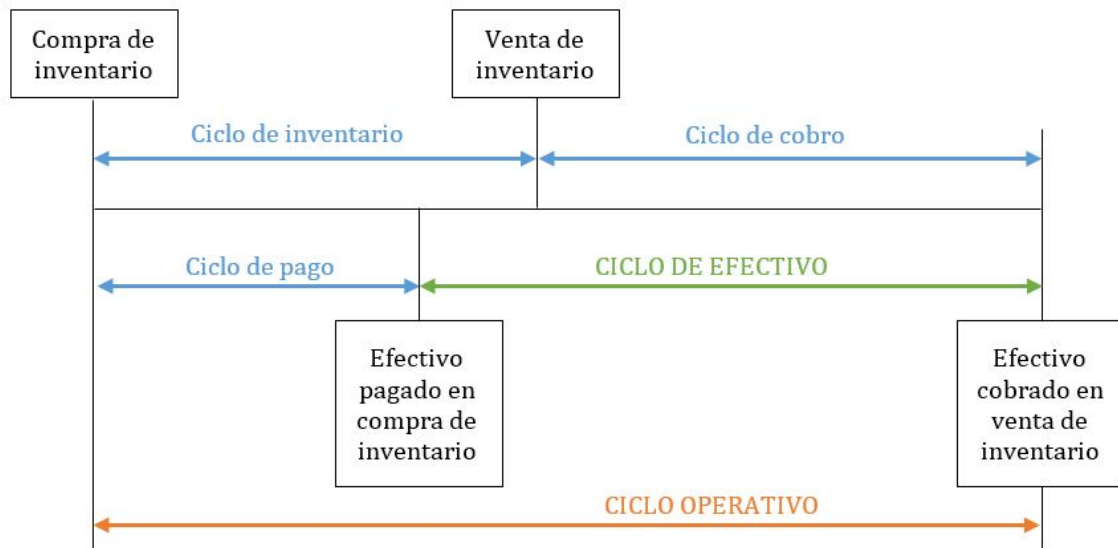 Compra de
inventario
Venta de
inventario
Ciclo de inventario
Ciclo de cobro
Ciclo de pago
CICLO DE EFECTIVO
Efectivo
pagado en
compra de
inventario
Efectivo
cobrado en
venta de
inventario
CICLO OPERATIVO